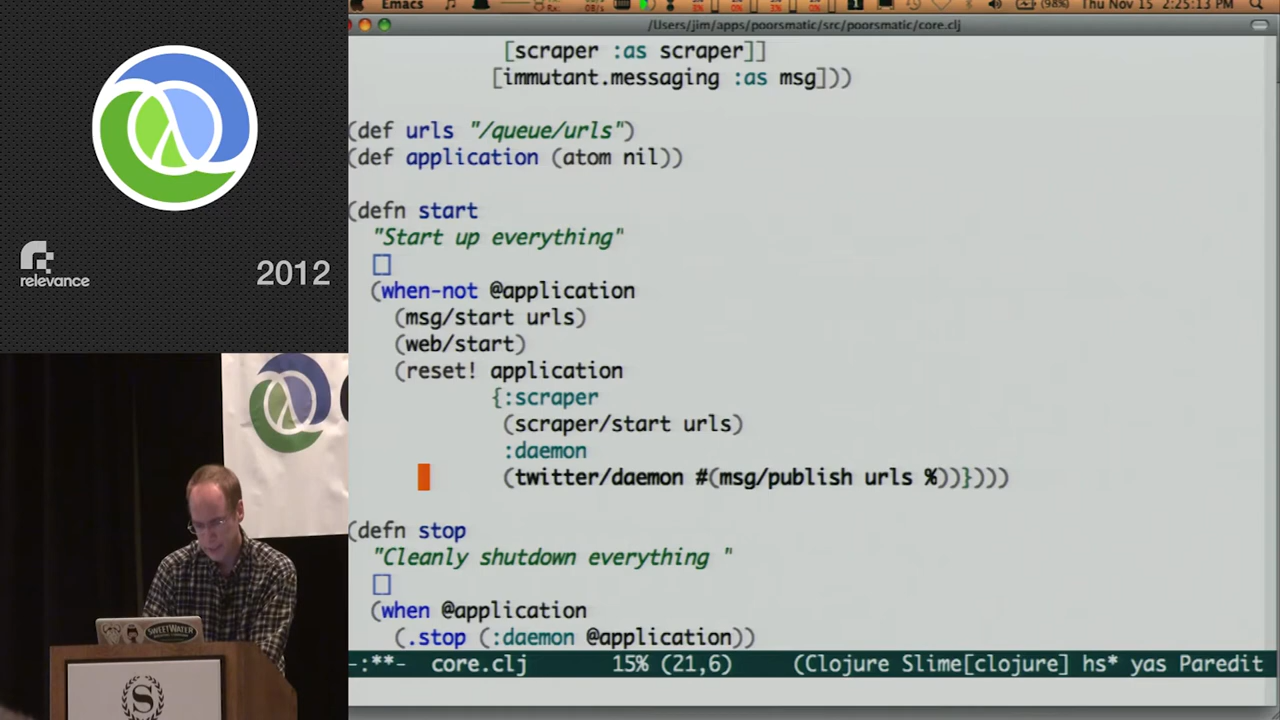 Emacs
(98%) Thu Nov 15 2:25:13 PM
/Users/jim/apps/poorsmatic/src/poorsmatic/core.clj
[scraper :as scraper]]
[immutant.messaging :as msg]))
(def urls "/queue/urls")
(def application (atom nil))
(defn start
"Start up everything"
[]
(when-not @application
(msg/start urls)
(web/start)
(reset! application
{:scraper
(scraper/start urls)
:daemon
(twitter/daemon #(msg/publish urls %))})))
(defn stop
"Cleanly shutdown everything "
[]
(when @application
(.stop (:daemon @application))
-:**- core.clj 15% (21,6) (Clojure Slime[clojure] hs* yas Paredit
relevance
2012
SWEETWATER
S